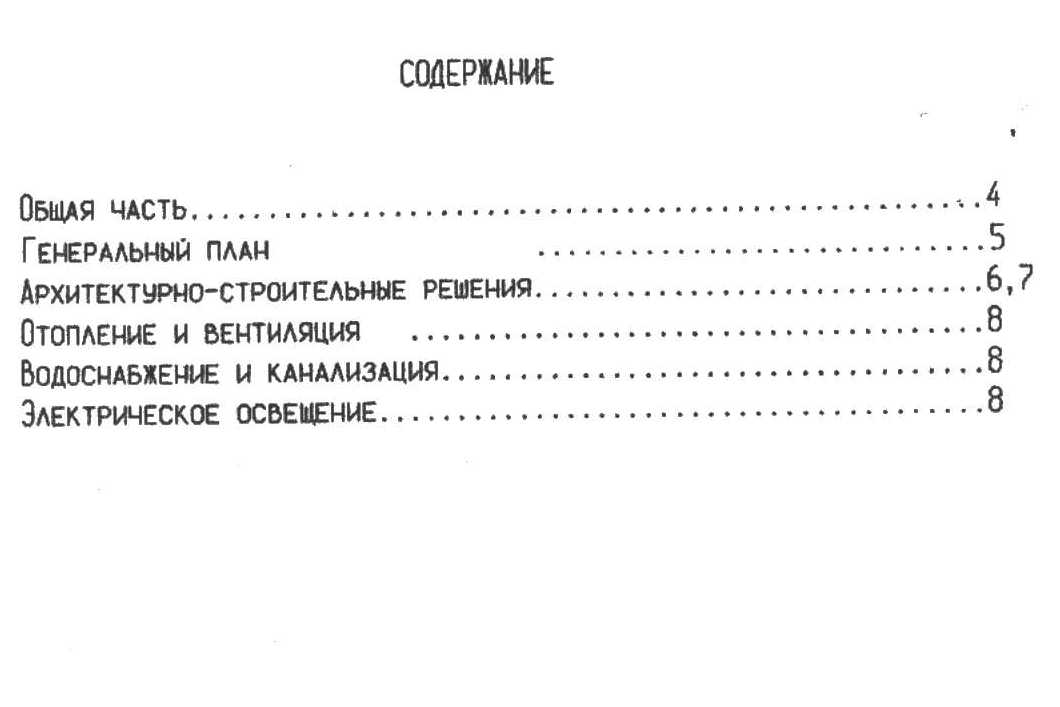 СОДЕРЖАНИЕ
Общая часть....................................................4
Генеральный план ..............................5
Архитектурно-строительные решения..............................6,7
Отопление и вентиляция ......................................8
Водоснабжение и канализация....................................8
Электрическое освещение........................................8